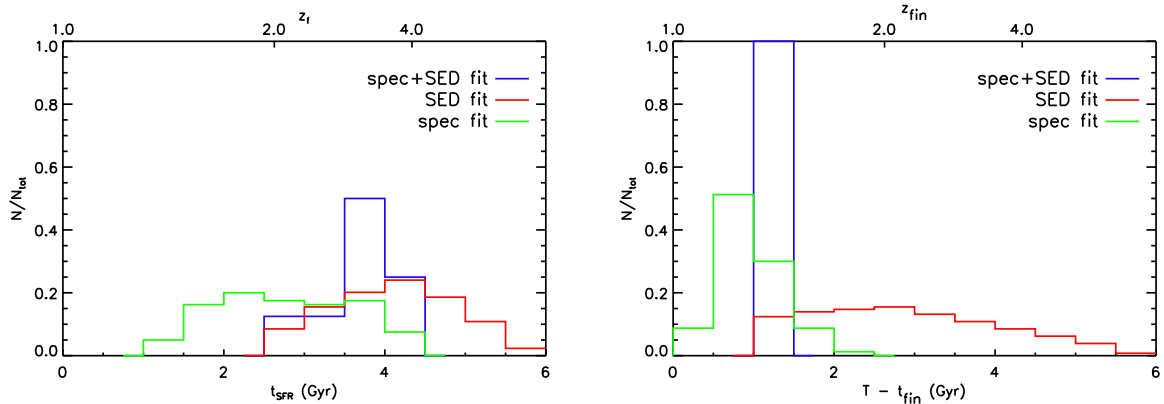 z_f
1.0 2.0 4.0
1.0
0.8
0.6
0.4
0.2
0.0
N/N_tot
spec+SED fit
SED fit
spec fit
0 2 4 6
t_SFR (Gyr)
z_fin
1.0 2.0 4.0
1.0
0.8
0.6
0.4
0.2
0.0
N/N_tot
spec+SED fit
SED fit
spec fit
0 2 4 6
T - t_fin (Gyr)